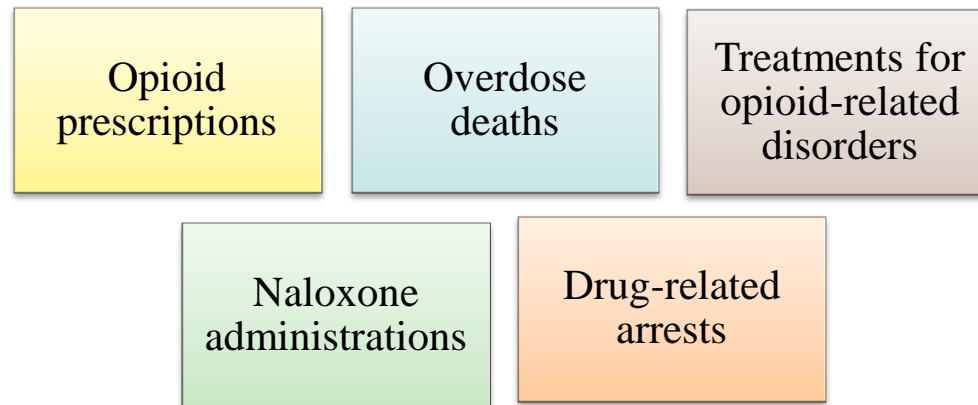 Opioid
prescriptions
Overdose
deaths
Treatments for
opioid-related
disorders
Naloxone
administrations
Drug-related
arrests